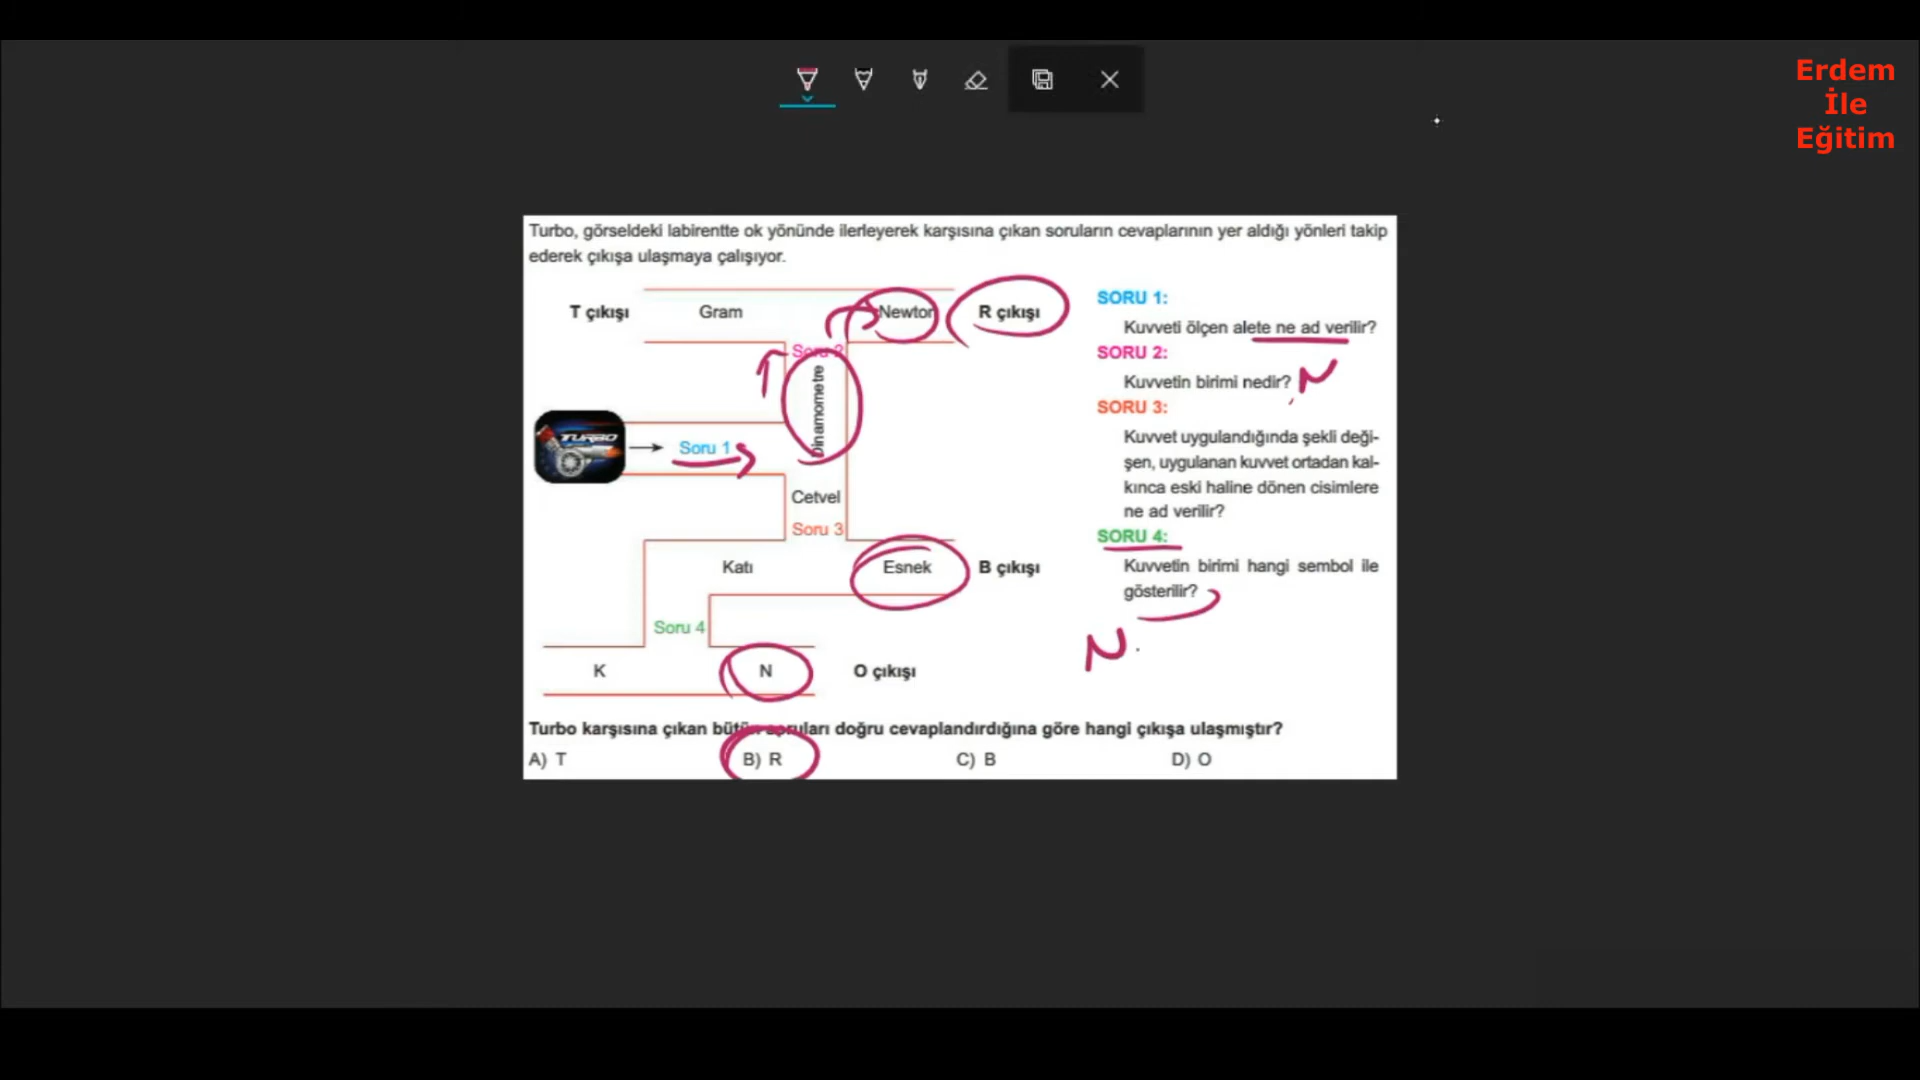 Erdem
İle
Eğitim
Turbo, görseldeki labirentte ok yönünde ilerleyerek karşısına çıkan soruların cevaplarının yer aldığı yönleri takip
ederek çıkışa ulaşmaya çalışıyor.
T çıkışı
Gram
Newton
R çıkışı
Soru 2
Dinamometre
TURBO
Soru 1
Cetvel
Soru 3
Katı
Esnek
B çıkışı
Soru 4
K
N
O çıkışı
SORU 1:
Kuvveti ölçen alete ne ad verilir?
SORU 2:
Kuvvetin birimi nedir? N
SORU 3:
Kuvvet uygulandığında şekli deği-
şen, uygulanan kuvvet ortadan kal-
kınca eski haline dönen cisimlere
ne ad verilir?
SORU 4:
Kuvvetin birimi hangi sembol ile
gösterilir?
N
Turbo karşısına çıkan bütün soruları doğru cevaplandırdığına göre hangi çıkışa ulaşmıştır?
A) T
B) R
C) B
D) O